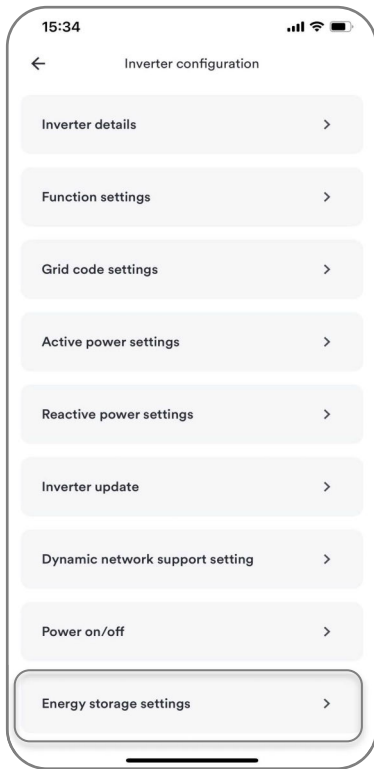 15:34
Inverter configuration
Inverter details
Function settings
Grid code settings
Active power settings
Reactive power settings
Inverter update
Dynamic network support setting
Power on/off
Energy storage settings